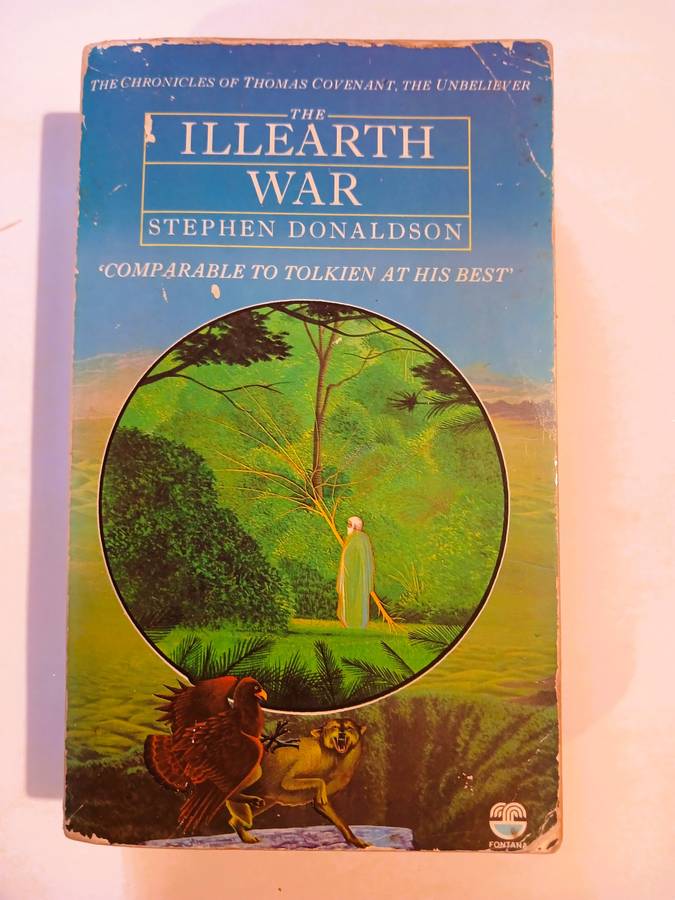 THE CHRONICLES OF THOMAS COVENANT, THE UNBELIEVER
THE
ILLEARTH
WAR
STEPHEN DONALDSON
‘COMPARABLE TO TOLKIEN AT HIS BEST’
FONTANA